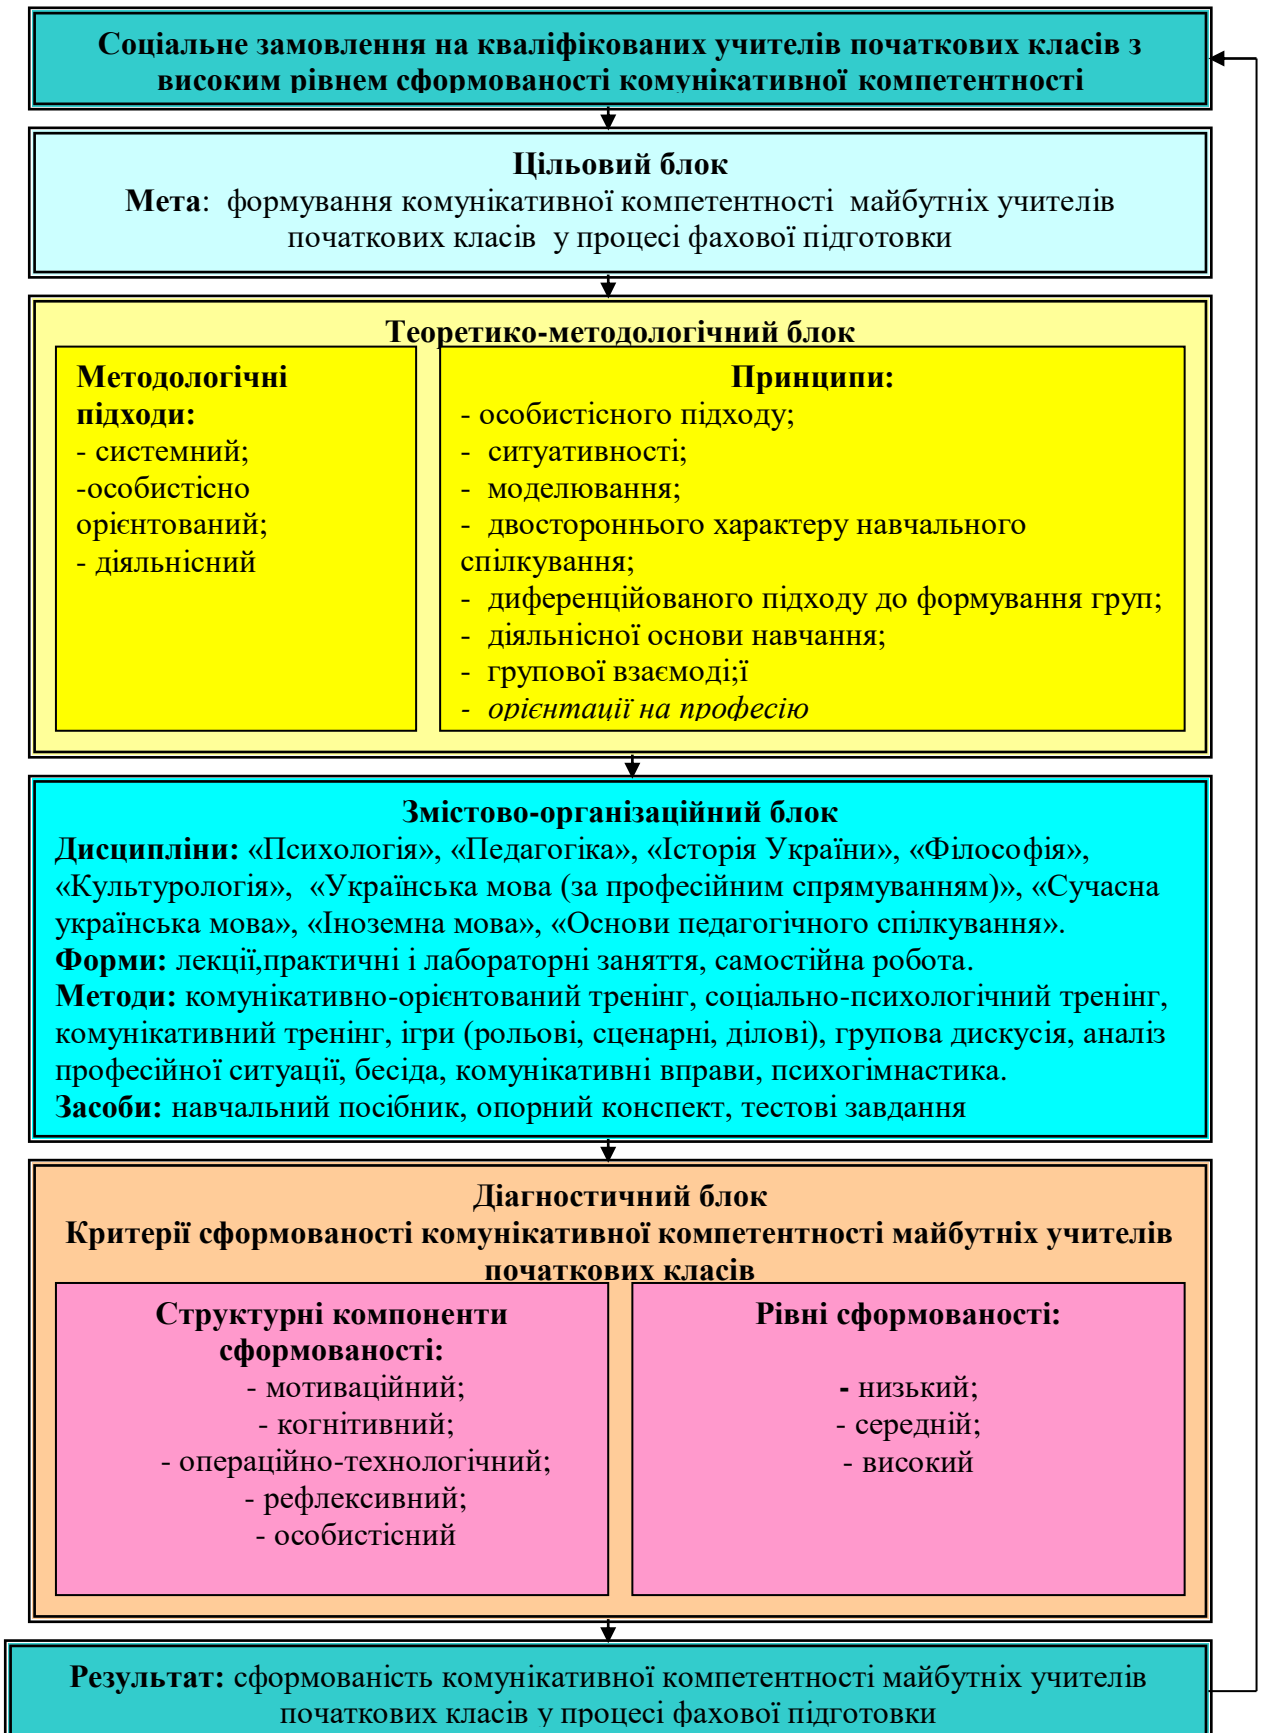 Соціальне замовлення на кваліфікованих учителів початкових класів з
високим рівнем сформованості комунікативної компетентності
Цільовий блок
Мета:  формування комунікативної компетентності  майбутніх учителів
початкових класів  у процесі фахової підготовки
Теоретико-методологічний блок
Методологічні
підходи:
- системний;
-особистісно
орієнтований;
- діяльнісний
Принципи:
- особистісного підходу;
-  ситуативності;
-  моделювання;
-  двостороннього характеру навчального
спілкування;
-  диференційованого підходу до формування груп;
-  діяльнісної основи навчання;
-  групової взаємоді;ї
-  орієнтації на професію
Змістово-організаційний блок
Дисципліни: «Психологія», «Педагогіка», «Історія України», «Філософія»,
«Культурологія»,  «Українська мова (за професійним спрямуванням)», «Сучасна
українська мова», «Іноземна мова», «Основи педагогічного спілкування».
Форми: лекції,практичні і лабораторні заняття, самостійна робота.
Методи: комунікативно-орієнтований тренінг, соціально-психологічний тренінг,
комунікативний тренінг, ігри (рольові, сценарні, ділові), групова дискусія, аналіз
професійної ситуації, бесіда, комунікативні вправи, психогімнастика.
Засоби: навчальний посібник, опорний конспект, тестові завдання
Діагностичний блок
Критерії сформованості комунікативної компетентності майбутніх учителів
початкових класів
Структурні компоненти
сформованості:
- мотиваційний;
- когнітивний;
- операційно-технологічний;
- рефлексивний;
- особистісний
Рівні сформованості:
- низький;
- середній;
- високий
Результат: сформованість комунікативної компетентності майбутніх учителів
початкових класів у процесі фахової підготовки